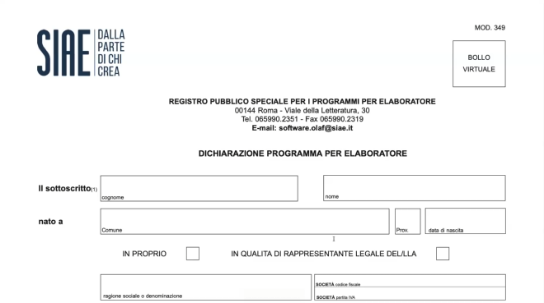 MOD. 349
SIAE
DALLA
PARTE
DI CHI
CREA
BOLLO
VIRTUALE
REGISTRO PUBBLICO SPECIALE PER I PROGRAMMI PER ELABORATORE
00144 Roma - Viale della Letteratura, 30
Tel. 065990.2351 - Fax 065990.2319
E-mail: software.olaf@siae.it
DICHIARAZIONE PROGRAMMA PER ELABORATORE
Il sottoscritto(1)
cognome
nome
nato a
Comune
Prov.
data di nascita
IN PROPRIO
IN QUALITA DI RAPPRESENTANTE LEGALE DEL/LLA
ragione sociale o denominazione
SOCIETÀ codice fiscale
SOCIETÀ partita IVA